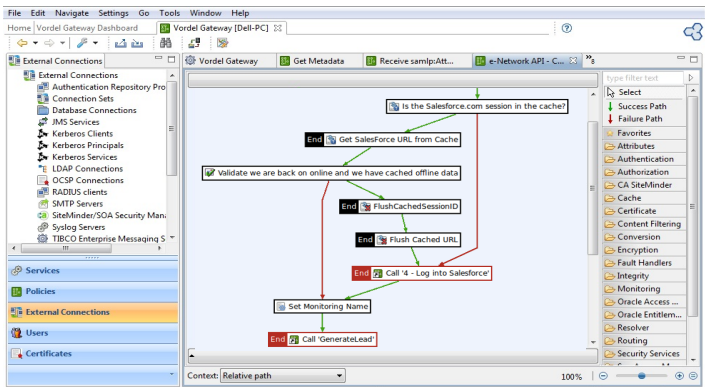 File Edit Navigate Settings Go Tools Window Help
Home Vordel Gateway Dashboard Vordel Gateway [Dell-PC]
External Connections
Vordel Gateway
Get Metadata
Receive samlp:Att...
e-Network API - C...
8
External Connections
Authentication Repository Pro
Connection Sets
Database Connections
JMS Services
Kerberos Clients
Kerberos Principals
Kerberos Services
LDAP Connections
OCSP Connections
RADIUS clients
SMTP Servers
SiteMinder/SOA Security Man
Syslog Servers
TIBCO Enterprise Messaging S
Services
Policies
External Connections
Users
Certificates
Is the Salesforce.com session in the cache?
End Get SalesForce URL from Cache
Validate we are back on online and we have cached offline data
End FlushCachedSessionID
End Flush Cached URL
End Call '4 - Log into Salesforce'
Set Monitoring Name
End Call 'GenerateLead'
Context: Relative path
100%
type filter text
Select
Success Path
Failure Path
Favorites
Attributes
Authentication
Authorization
CA SiteMinder
Cache
Certificate
Content Filtering
Conversion
Encryption
Fault Handlers
Integrity
Monitoring
Oracle Access ...
Oracle Entitlem...
Resolver
Routing
Security Services